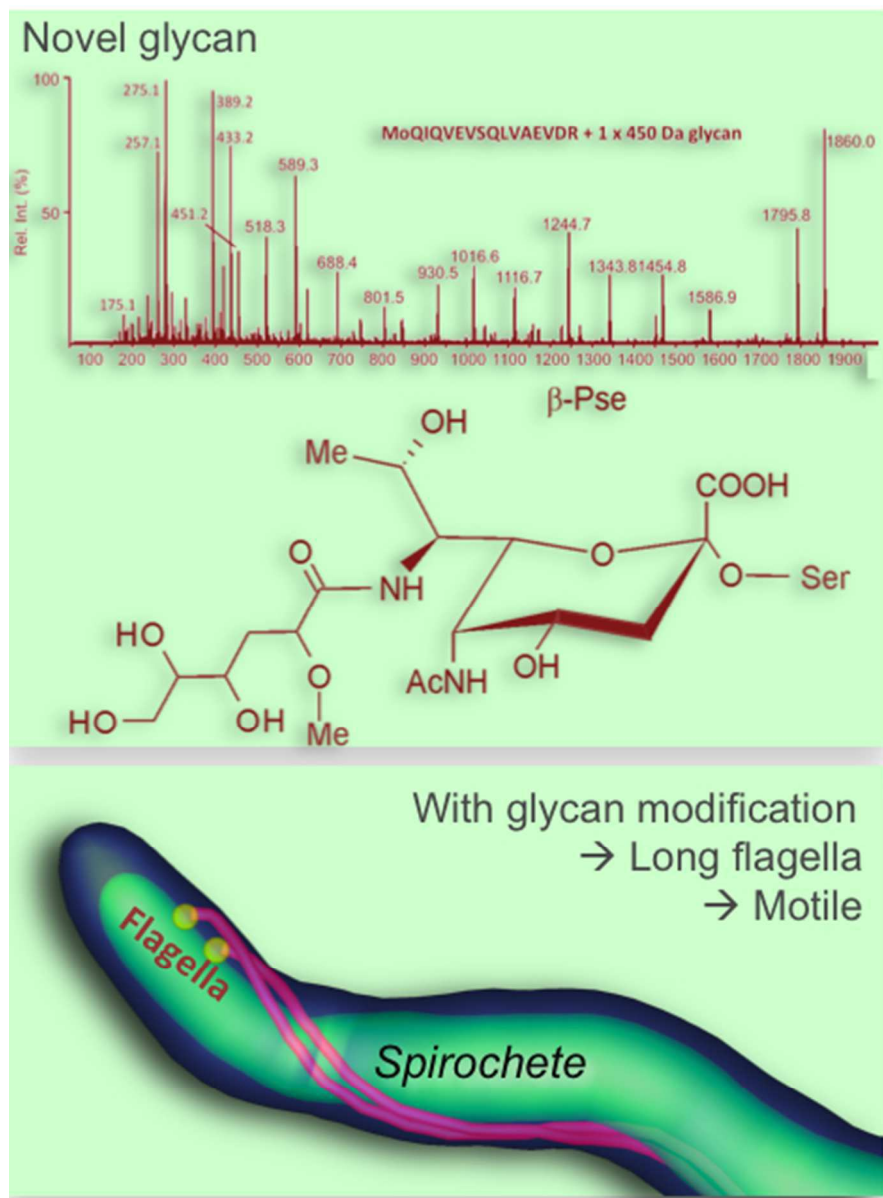 Novel glycan
100
275.1
389.2
MoQIQVEVSQLVAEVDR + 1 x 450 Da glycan
1860.0
257.1
433.2
589.3
Rel. Int. (%)
50
451.2
518.3
1244.7
1795.8
688.4
1016.6
930.5
1116.7
1343.8
1454.8
175.1
801.5
1586.9
100 200 300 400 500 600 700 800 900 1000 1100 1200 1300 1400 1500 1600 1700 1800 1900
β-Pse
OH
Me
COOH
O
O
O
Ser
NH
HO
O
AcNH
OH
HO
OH
Me
With glycan modification
→ Long flagella
→ Motile
Flagella
Spirochete